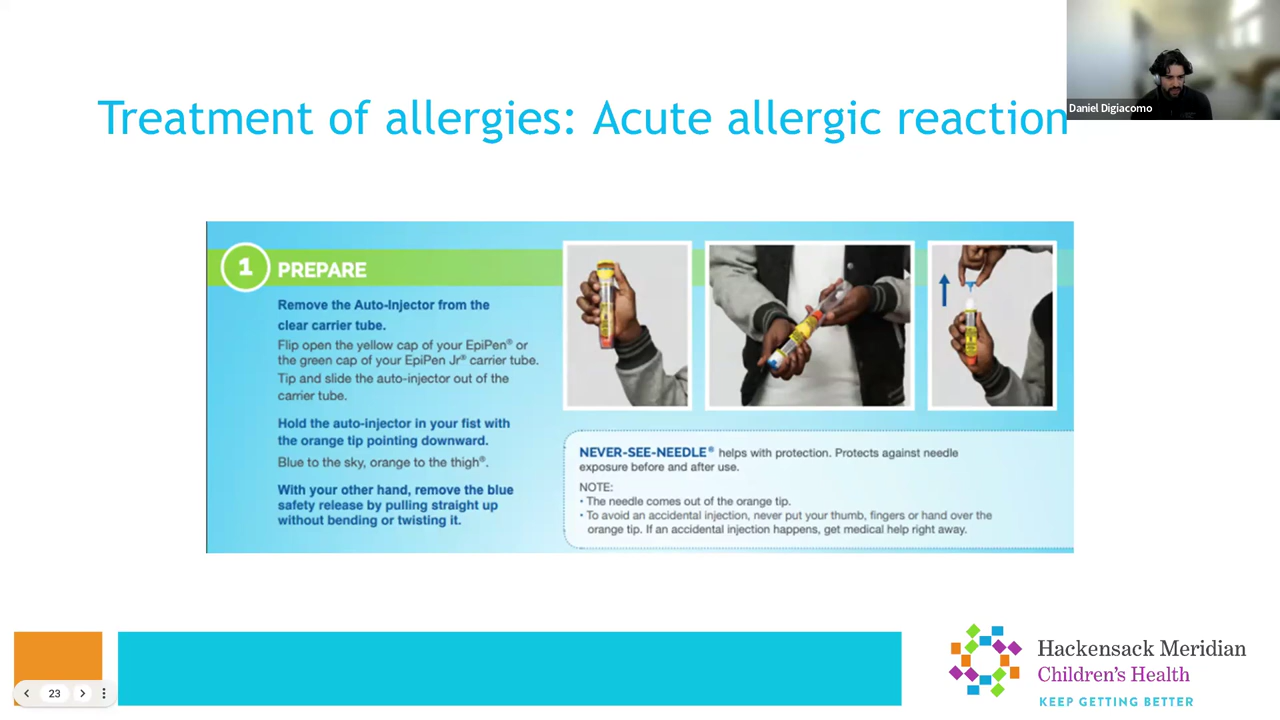 Daniel Digiacomo
Treatment of allergies: Acute allergic reaction
1 PREPARE
Remove the Auto-Injector from the
clear carrier tube.
Flip open the yellow cap of your EpiPen® or
the green cap of your EpiPen Jr® carrier tube.
Tip and slide the auto-injector out of the
carrier tube.
Hold the auto-injector in your fist with
the orange tip pointing downward.
Blue to the sky, orange to the thigh®.
With your other hand, remove the blue
safety release by pulling straight up
without bending or twisting it.
NEVER-SEE-NEEDLE® helps with protection. Protects against needle
exposure before and after use.
NOTE:
• The needle comes out of the orange tip.
• To avoid an accidental injection, never put your thumb, fingers or hand over the
orange tip. If an accidental injection happens, get medical help right away.
23
Hackensack Meridian
Children's Health
KEEP GETTING BETTER